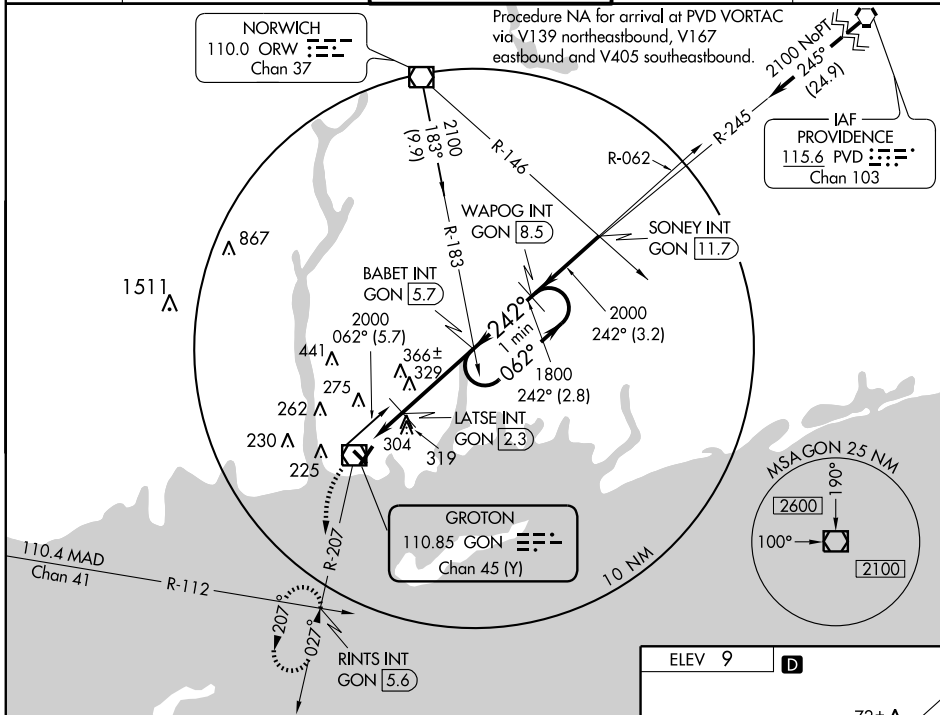 NORWICH
110.0 ORW
Chan 37
Procedure NA for arrival at PVD VORTAC
via V139 northeastbound, V167
eastbound and V405 southeastbound.
2100 NoPT
245°
(24.9)
R-245
IAF
PROVIDENCE
115.6 PVD
Chan 103
2100
183°
(9.9)
R-146
R-062
R-183
WAPOG INT
GON 8.5
SONEY INT
GON 11.7
867
1511
BABET INT
GON 5.7
242°
1 min
062°
2000
242° (3.2)
2000
062° (5.7)
1800
242° (2.8)
441
366±
329
275
262
LATSE INT
GON 2.3
230
225
304
319
MSA GON 25 NM
190°
2600
100°
2100
GROTON
110.85 GON
Chan 45 (Y)
10 NM
110.4 MAD
Chan 41
R-112
R-207
207°
027°
RINTS INT
GON 5.6
ELEV 9
D